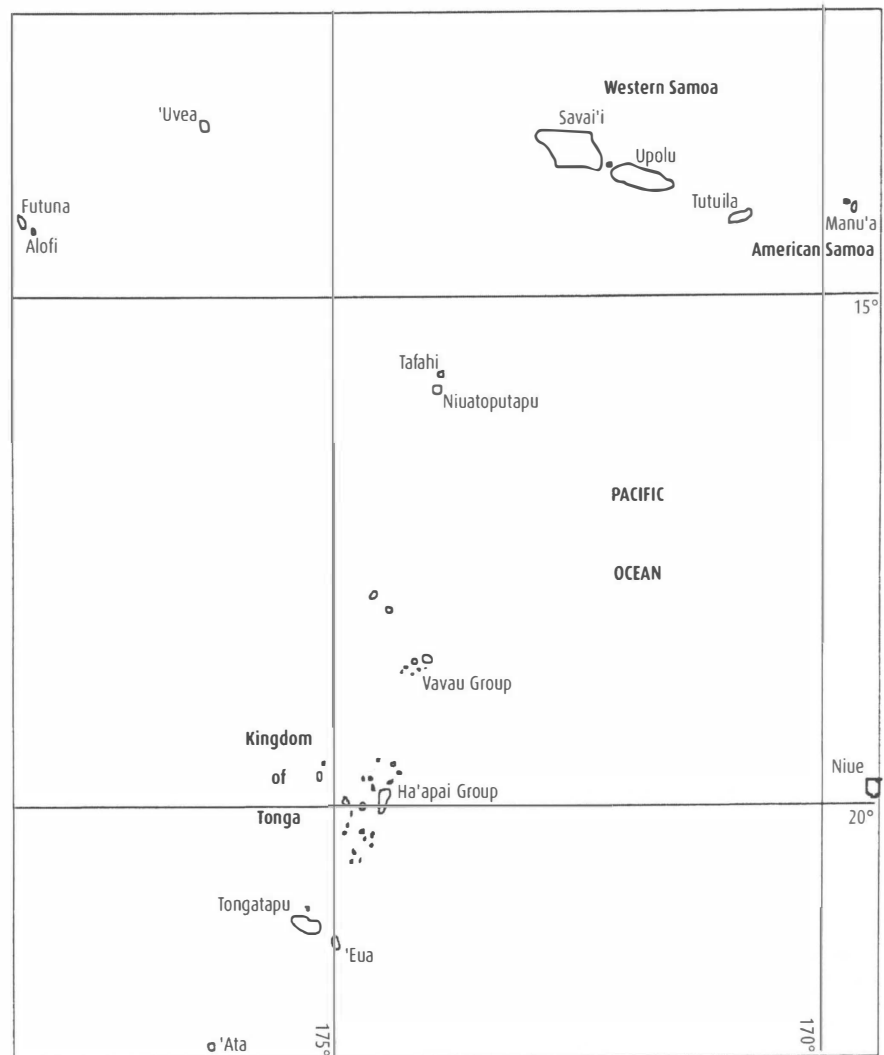 Western Samoa
'Uvea
Savai'i
Upolu
Futuna
Tutuila
Manu'a
Alofi
American Samoa
15°
Tafahi
Niuatoputapu
PACIFIC
OCEAN
Vavau Group
Kingdom
of
Tonga
Niue
Ha'apai Group
20°
Tongatapu
'Eua
'Ata
175°
170°